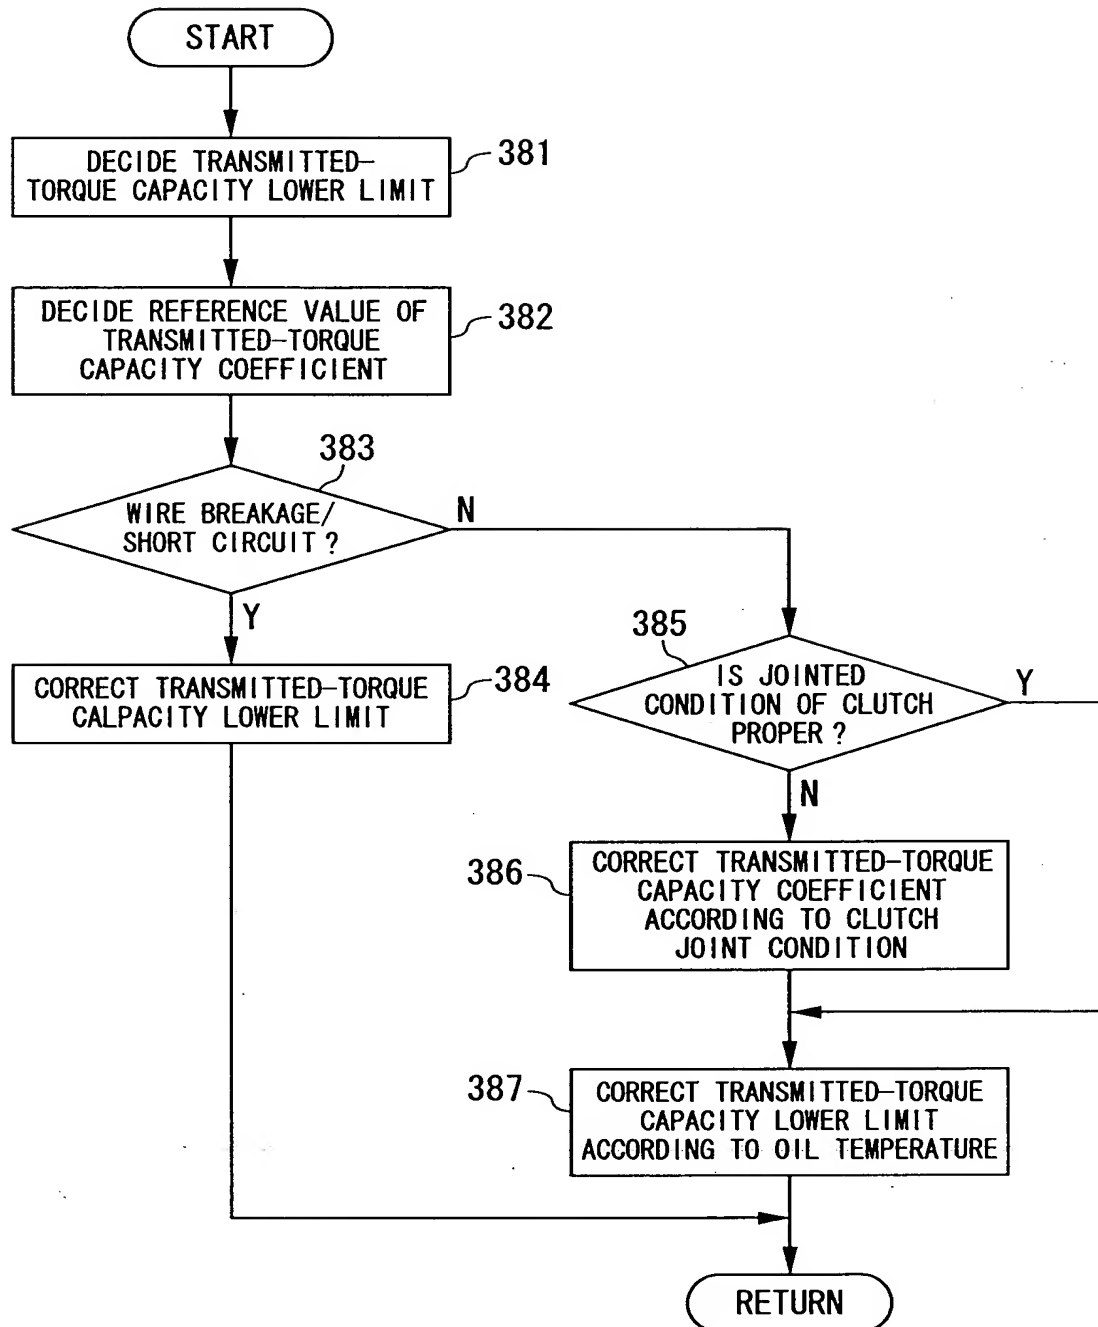 START
DECIDE TRANSMITTED-
TORQUE CAPACITY LOWER LIMIT
381
DECIDE REFERENCE VALUE OF
TRANSMITTED-TORQUE
CAPACITY COEFFICIENT
382
383
WIRE BREAKAGE/
SHORT CIRCUIT ?
N
Y
CORRECT TRANSMITTED-TORQUE
CALPACITY LOWER LIMIT
384
385
IS JOINTED
CONDITION OF CLUTCH
PROPER ?
Y
N
386
CORRECT TRANSMITTED-TORQUE
CAPACITY COEFFICIENT
ACCORDING TO CLUTCH
JOINT CONDITION
387
CORRECT TRANSMITTED-TORQUE
CAPACITY LOWER LIMIT
ACCORDING TO OIL TEMPERATURE
RETURN